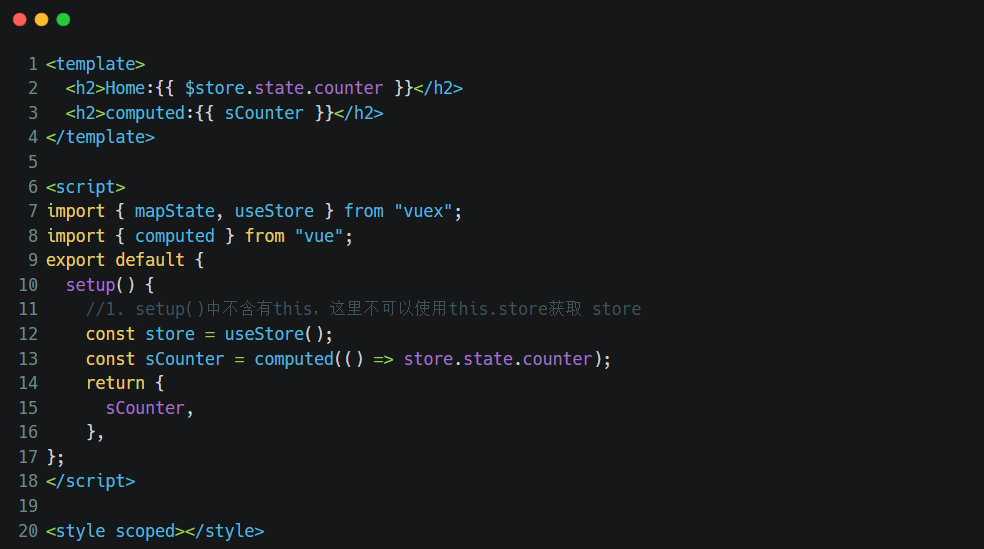 1 <template>
2   <h2>Home:{{ $store.state.counter }}</h2>
3   <h2>computed:{{ sCounter }}</h2>
4 </template>
5
6 <script>
7 import { mapState, useStore } from "vuex";
8 import { computed } from "vue";
9 export default {
10   setup() {
11     //1. setup()中不含有this，这里不可以使用this.store获取 store
12     const store = useStore();
13     const sCounter = computed(() => store.state.counter);
14     return {
15       sCounter,
16     },
17 };
18 </script>
19
20 <style scoped></style>